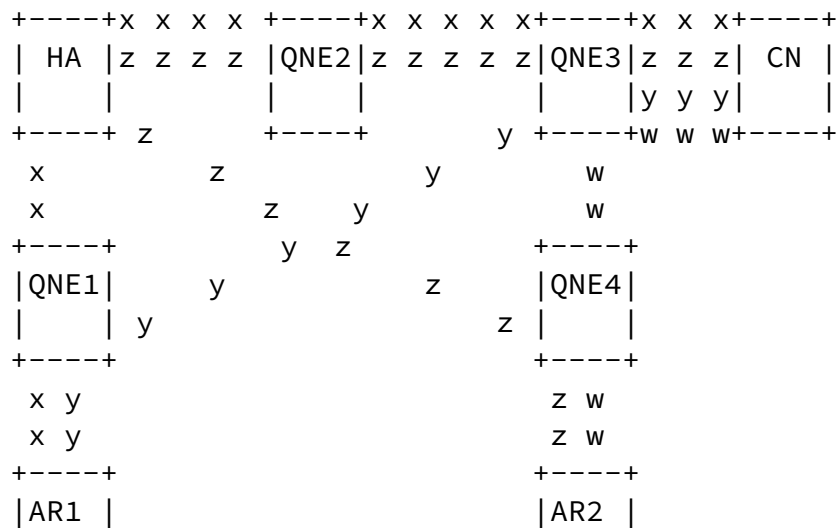 +----+x x x x +----+x x x x x+----+x x x+----+
| HA |z z z z |QNE2|z z z z z|QNE3|z z z| CN |
|    |        |    |         |    |y y y|    |
+----+ z      +----+       y +----+w w w+----+
 x        z           y        w
 x           z    y            w
+----+        y  z           +----+
|QNE1|     y           z     |QNE4|
|    | y                   z |    |
+----+                       +----+
 x y                          z w
 x y                          z w
+----+                       +----+
|AR1 |                       |AR2 |